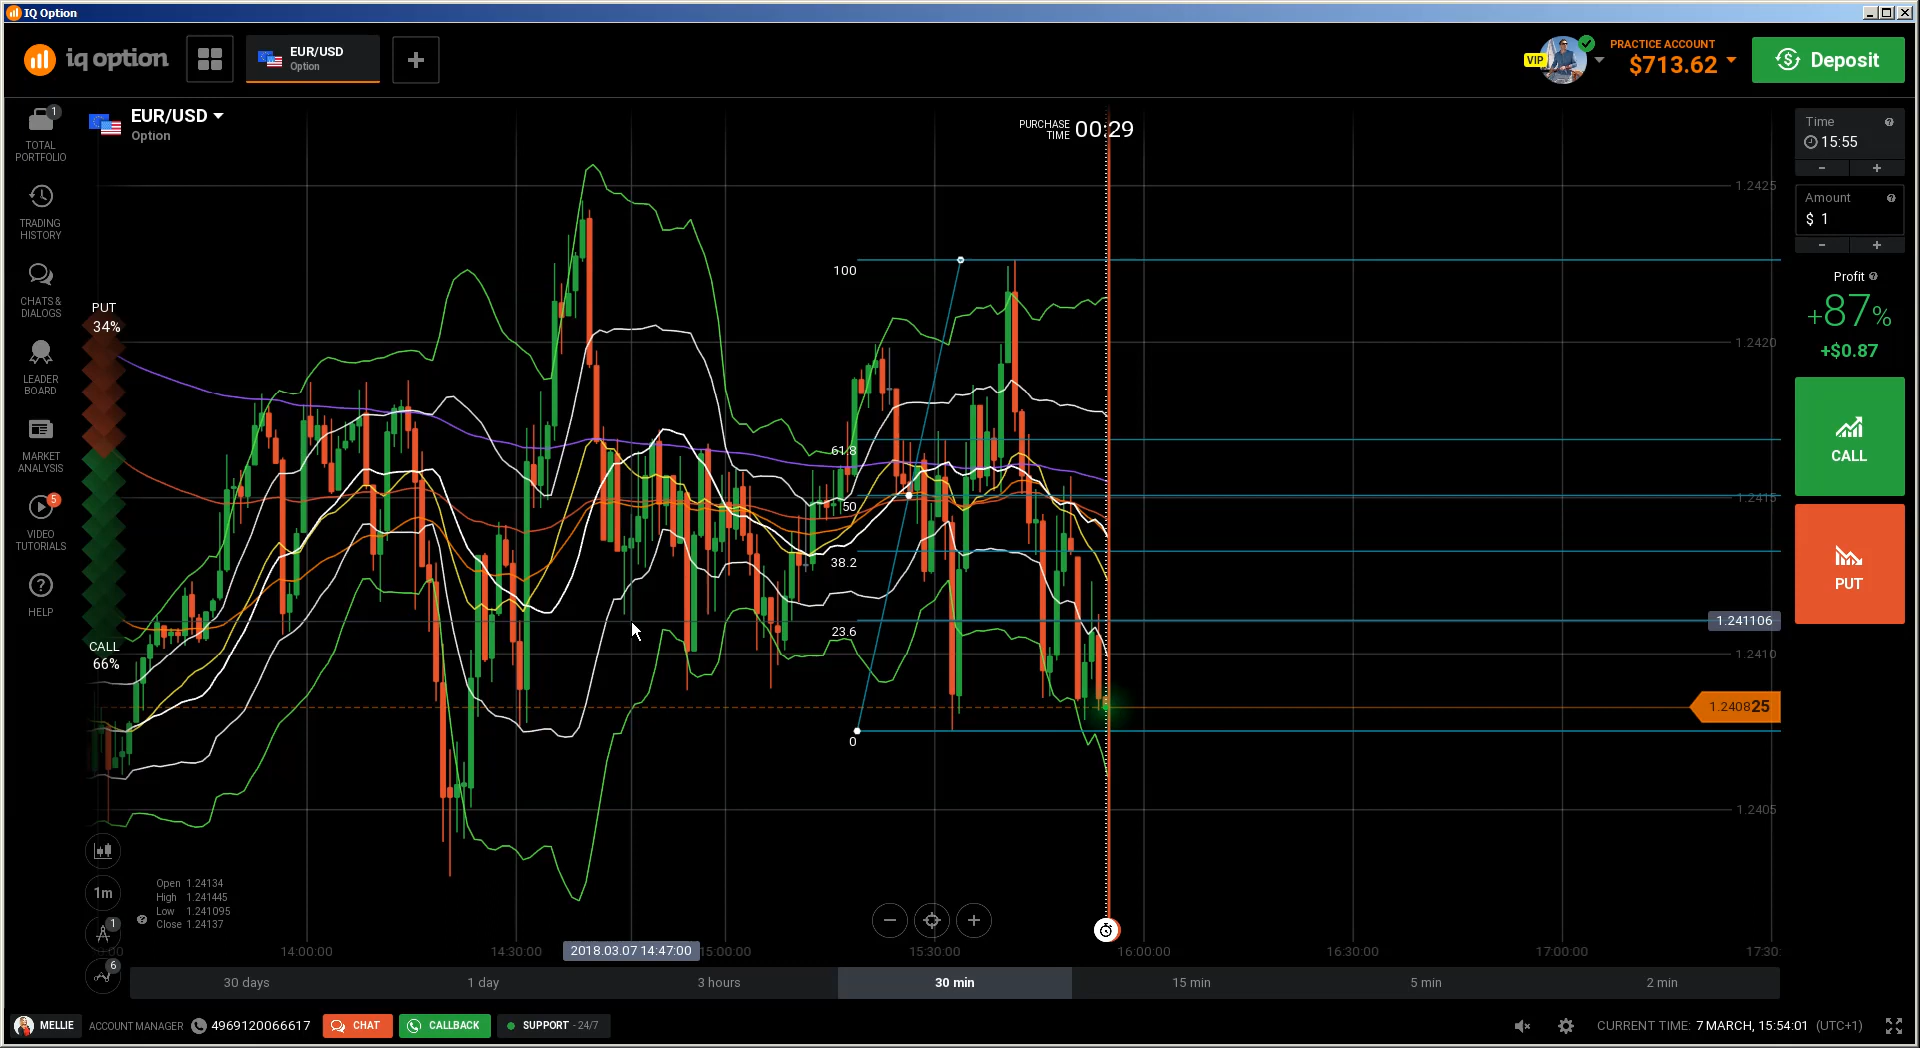 IQ Option
iq option
EUR/USD
Option
VIP
PRACTICE ACCOUNT
$713.62
Deposit
1
TOTAL
PORTFOLIO
TRADING
HISTORY
CHATS &
DIALOGS
LEADER
BOARD
MARKET
ANALYSIS
5
VIDEO
TUTORIALS
HELP
EUR/USD
Option
PURCHASE
TIME
00:29
PUT
34%
CALL
66%
100
61.8
50
38.2
23.6
0
1.2425
1.2420
1.2415
1.241106
1.2410
1.240825
1.2405
Time
15:55
Amount
$ 1
Profit
+87%
+$0.87
CALL
PUT
1m
1
6
Open 1.24134
High 1.241445
Low 1.241095
Close 1.24137
14:00:00
14:30:00
2018.03.07 14:47:00
15:00:00
15:30:00
16:00:00
16:30:00
17:00:00
17:30:
30 days
1 day
3 hours
30 min
15 min
5 min
2 min
MELLIE
ACCOUNT MANAGER
4969120066617
CHAT
CALLBACK
SUPPORT - 24/7
CURRENT TIME: 7 MARCH, 15:54:01 (UTC+1)